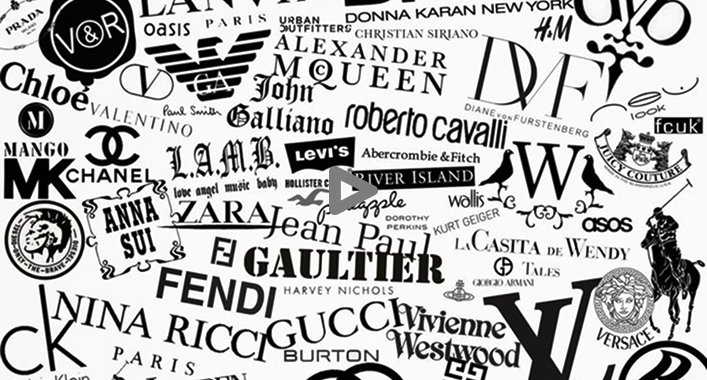 PRADA
V&R
LANVIN
PARIS
oasis
URBAN
OUTFITTERS
DONNA KARAN NEW YORK
CHRISTIAN SIRIANO
H&M
GA
ALEXANDER
McQUEEN
DVF
DIANE VON FURSTENBERG
look
fcuk
Chloé
V
VALENTINO
Paul Smith
John
Galliano
roberto cavalli
M
MANGO
MK
CHANEL
L.A.M.B.
love angel music baby
Levi's
Abercrombie & Fitch
HOLLISTER
RIVER ISLAND
W
JUICY COUTURE
ONLY-THE-BRAVE
ANNA
SUI
ZARA
DOROTHY
PERKINS
wallis
KURT GEIGER
asos
Jean Paul
GAULTIER
LA CASITA DE WENDY
TALES
GIORGIO ARMANI
FENDI
HARVEY NICHOLS
VERSACE
ck
NINA RICCI
PARIS
GUCCI
Vivienne
Westwood
BURTON
LV
Klein